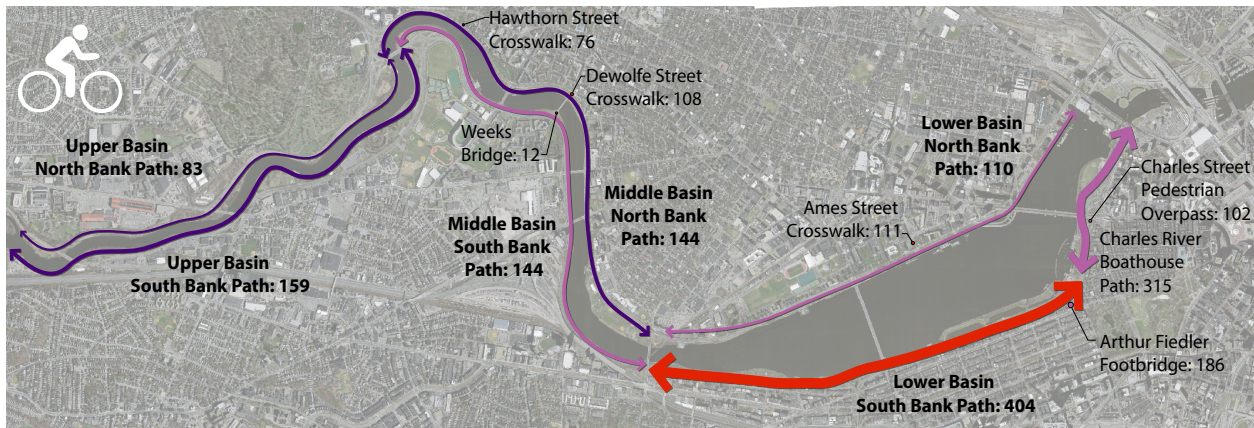 Hawthorn Street
Crosswalk: 76
Dewolfe Street
Crosswalk: 108
Weeks
Bridge: 12
Upper Basin
North Bank Path: 83
Upper Basin
South Bank Path: 159
Middle Basin
South Bank
Path: 144
Middle Basin
North Bank
Path: 144
Ames Street
Crosswalk: 111
Lower Basin
North Bank
Path: 110
Charles Street
Pedestrian
Overpass: 102
Charles River
Boathouse
Path: 315
Arthur Fiedler
Footbridge: 186
Lower Basin
South Bank Path: 404